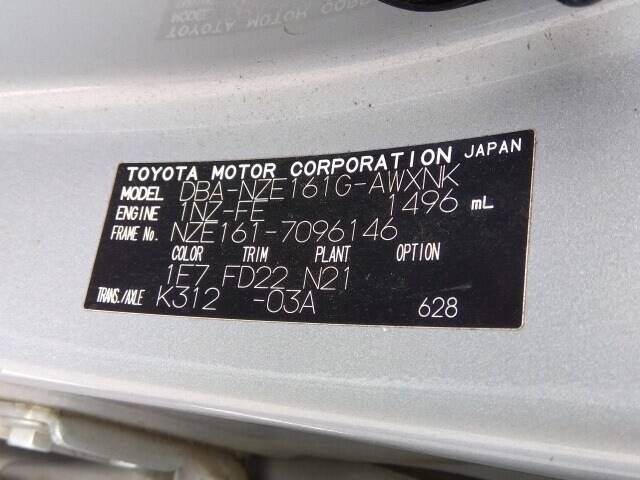 TOYOTA MOTOR CORPORATION JAPAN
MODEL DBA-NZE161G-AWXNK
ENGINE 1NZ-FE 1496 mL
FRAME No. NZE161-7096146
COLOR TRIM PLANT OPTION
1F7 FD22 N21
TRANS./AXLE K312 -03A 628